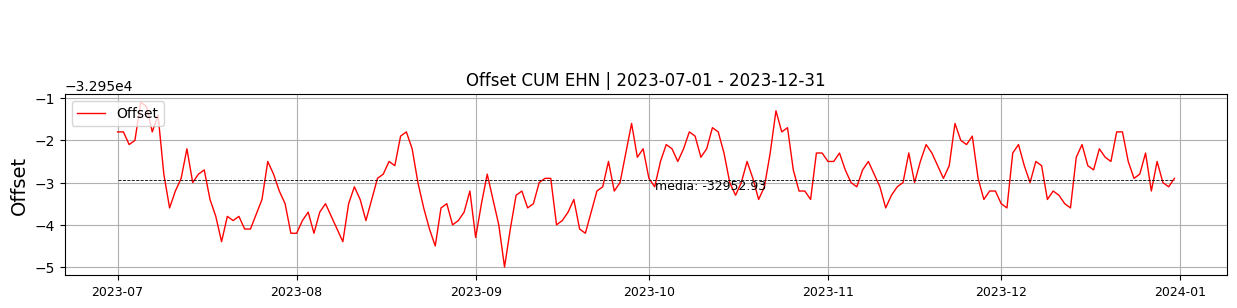 Offset CUM EHN | 2023-07-01 - 2023-12-31
−3.295e4
−1
−2
−3
−4
−5
Offset
Offset
media: -32952.93
2023-07
2023-08
2023-09
2023-10
2023-11
2023-12
2024-01